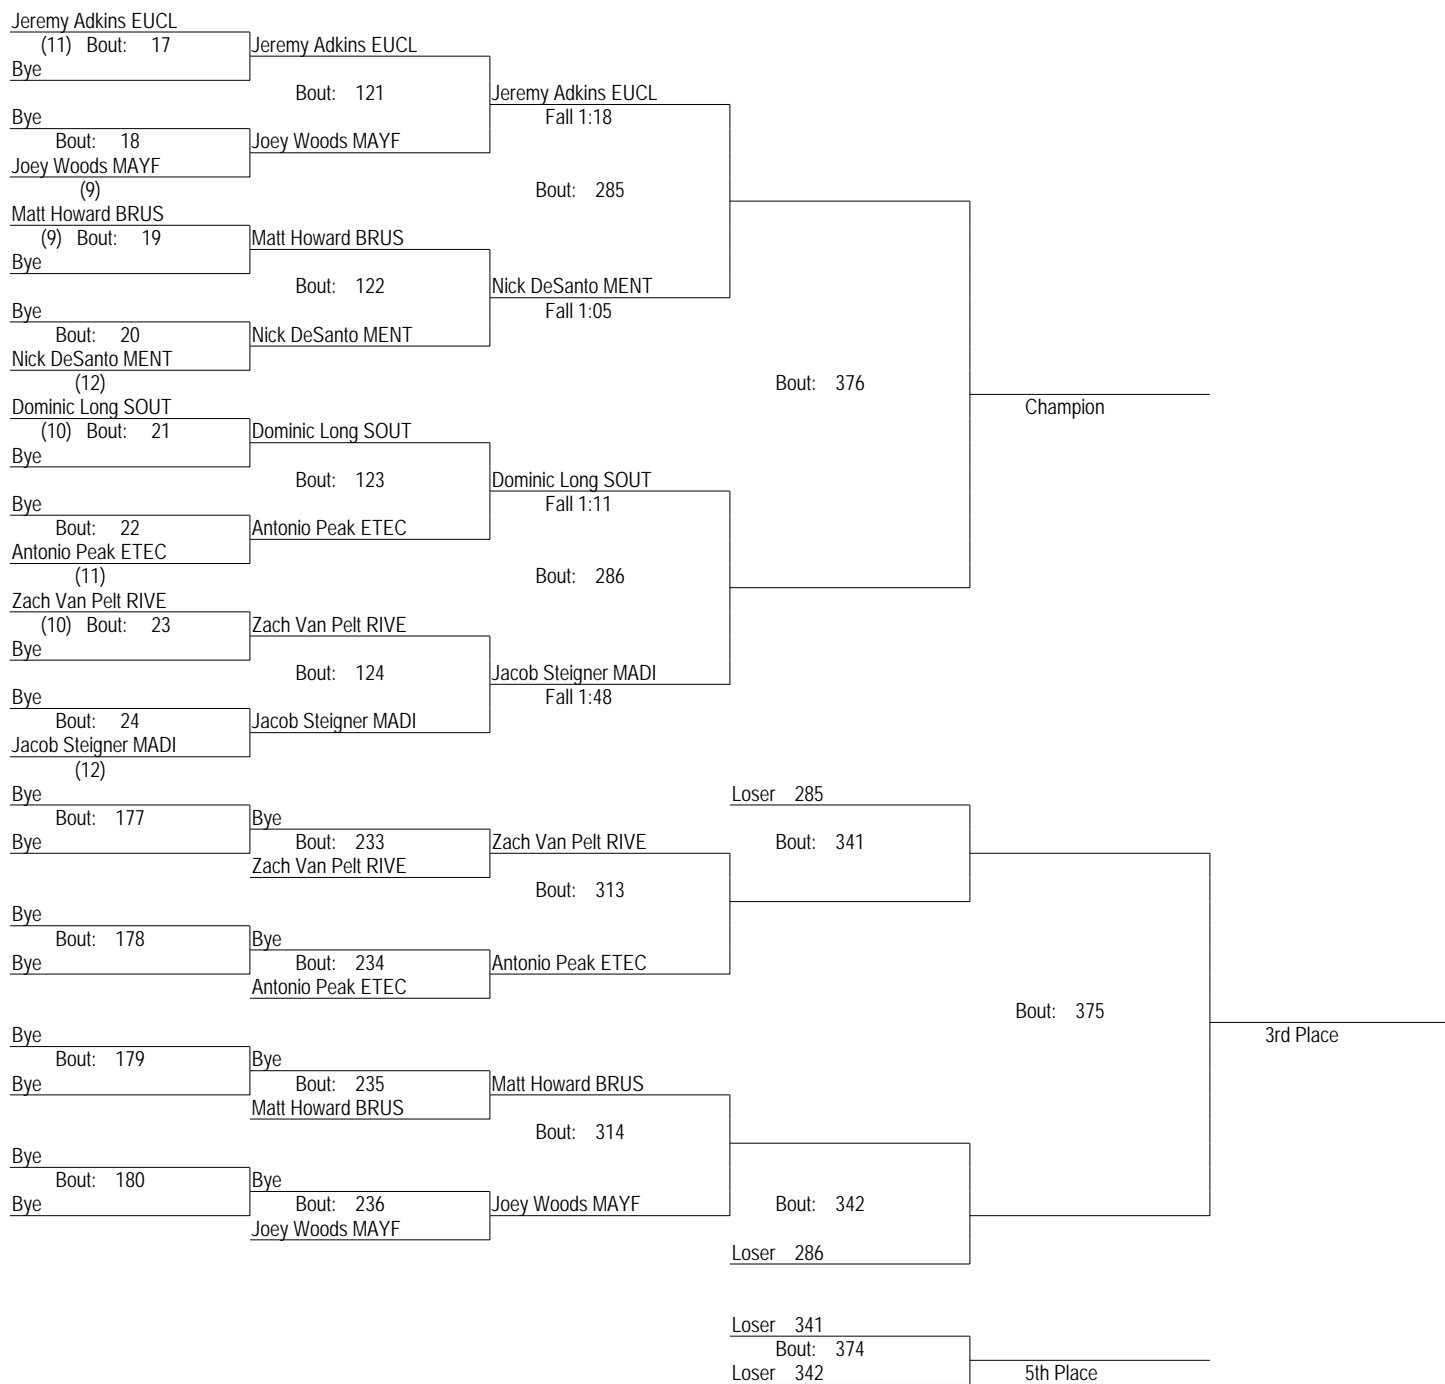 Jeremy Adkins EUCL
(11) Bout: 17
Jeremy Adkins EUCL
Bye
Bout: 121
Jeremy Adkins EUCL
Bye
Fall 1:18
Bout: 18
Joey Woods MAYF
Joey Woods MAYF
(9)
Bout: 285
Matt Howard BRUS
(9) Bout: 19
Matt Howard BRUS
Bye
Bout: 122
Nick DeSanto MENT
Bye
Fall 1:05
Bout: 20
Nick DeSanto MENT
Nick DeSanto MENT
(12)
Bout: 376
Dominic Long SOUT
Champion
(10) Bout: 21
Dominic Long SOUT
Bye
Bout: 123
Dominic Long SOUT
Bye
Fall 1:11
Bout: 22
Antonio Peak ETEC
Antonio Peak ETEC
(11)
Bout: 286
Zach Van Pelt RIVE
(10) Bout: 23
Zach Van Pelt RIVE
Bye
Bout: 124
Jacob Steigner MADI
Bye
Fall 1:48
Bout: 24
Jacob Steigner MADI
Jacob Steigner MADI
(12)
Bye
Loser 285
Bout: 177
Bye
Bye
Bout: 233
Zach Van Pelt RIVE
Bout: 341
Zach Van Pelt RIVE
Bout: 313
Bye
Bout: 178
Bye
Bye
Bout: 234
Antonio Peak ETEC
Antonio Peak ETEC
Bout: 375
Bye
3rd Place
Bout: 179
Bye
Bye
Bout: 235
Matt Howard BRUS
Matt Howard BRUS
Bout: 314
Bye
Bout: 180
Bye
Bye
Bout: 236
Joey Woods MAYF
Bout: 342
Joey Woods MAYF
Loser 286
Loser 341
Bout: 374
Loser 342
5th Place